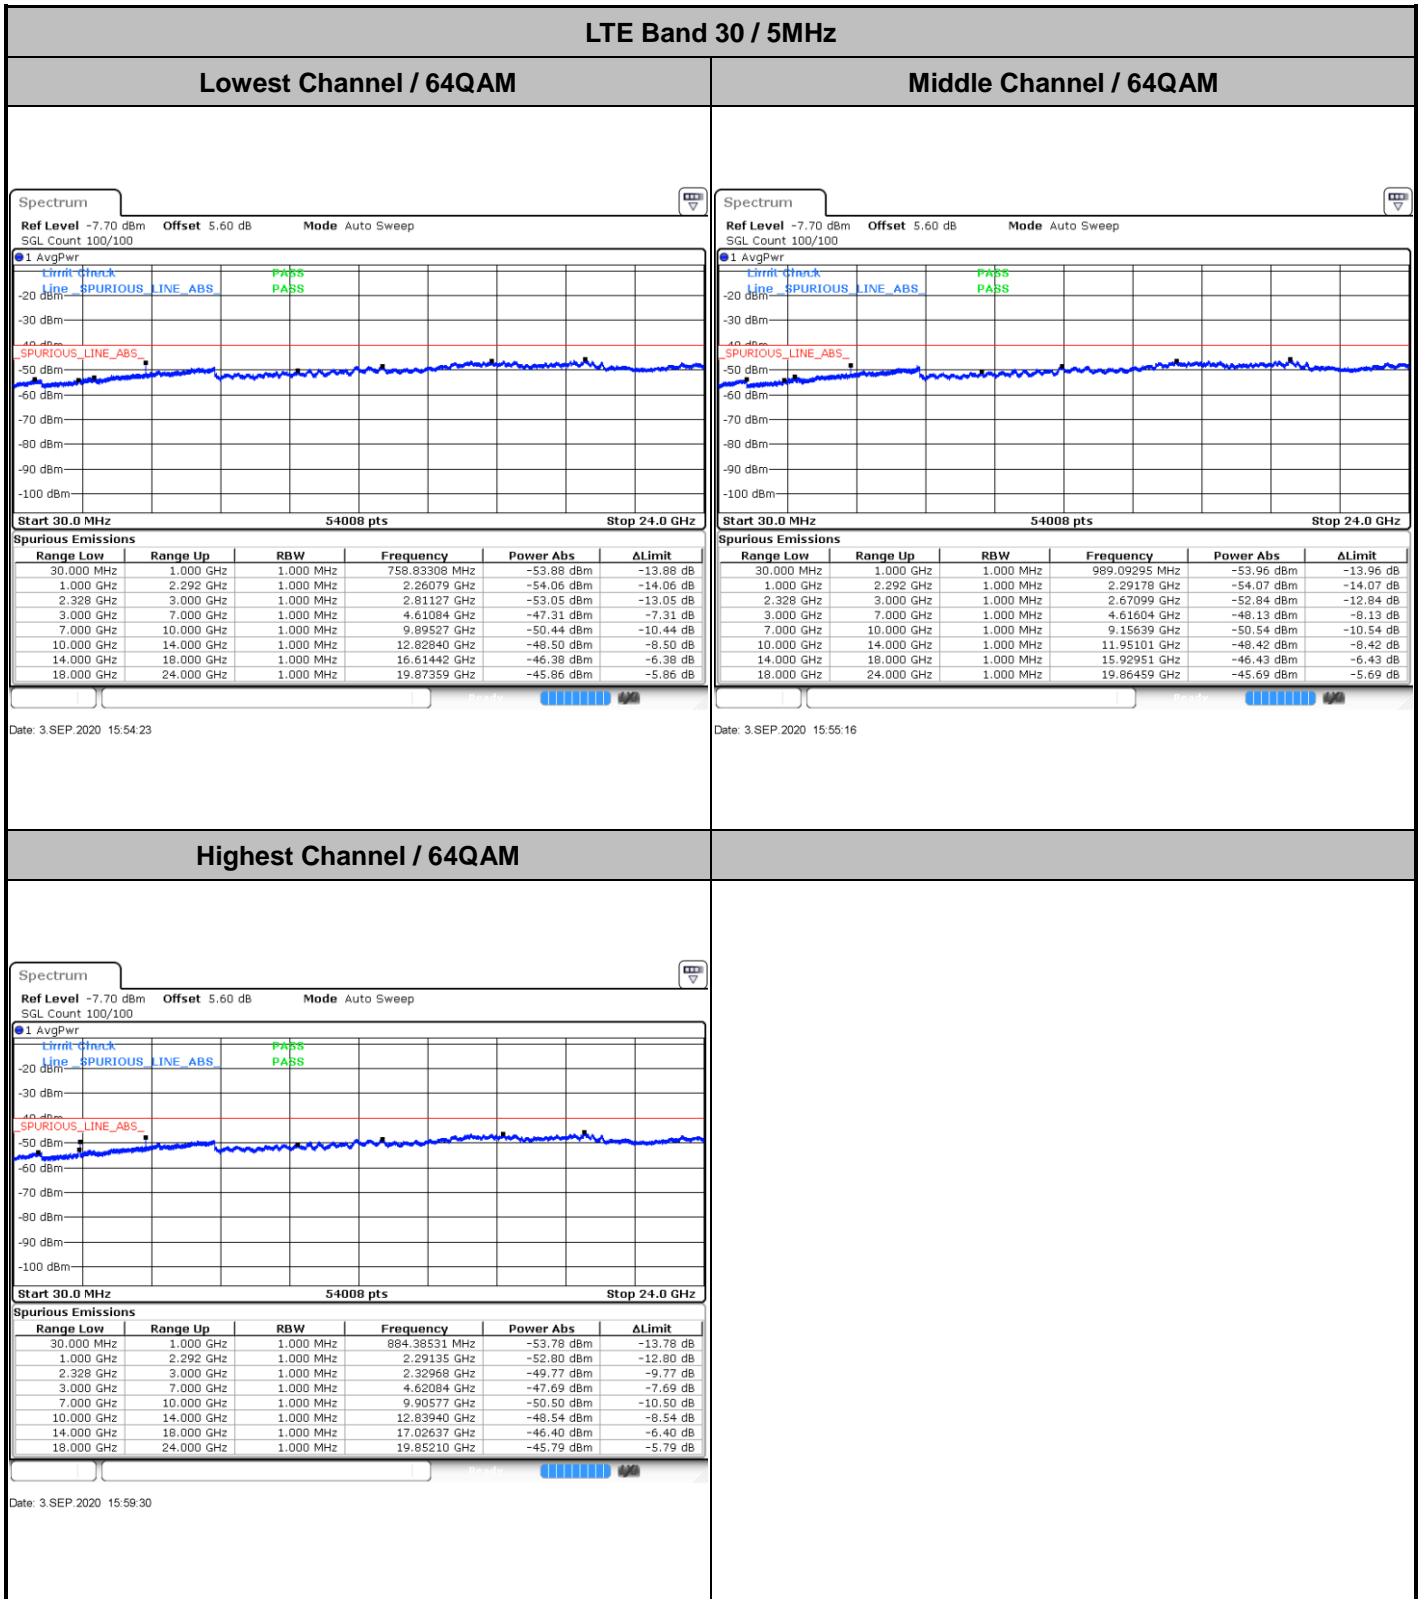 LTE Band 30 / 5MHz
Lowest Channel / 64QAM
Middle Channel / 64QAM
Spectrum
Ref Level -7.70 dBm Offset 5.60 dB Mode Auto Sweep
SGL Count 100/100
1 AvgPwr
Limit Check PASS
Line _SPURIOUS_LINE_ABS_ PASS
-20 dBm
-30 dBm
-40 dBm
_SPURIOUS_LINE_ABS_
-50 dBm
-60 dBm
-70 dBm
-80 dBm
-90 dBm
-100 dBm
Start 30.0 MHz 54008 pts Stop 24.0 GHz
Spurious Emissions
Range Low Range Up RBW Frequency Power Abs ΔLimit
30.000 MHz 1.000 GHz 1.000 MHz 758.83308 MHz -53.88 dBm -13.88 dB
1.000 GHz 2.292 GHz 1.000 MHz 2.26079 GHz -54.06 dBm -14.06 dB
2.328 GHz 3.000 GHz 1.000 MHz 2.81127 GHz -53.05 dBm -13.05 dB
3.000 GHz 7.000 GHz 1.000 MHz 4.61084 GHz -47.31 dBm -7.31 dB
7.000 GHz 10.000 GHz 1.000 MHz 9.89527 GHz -50.44 dBm -10.44 dB
10.000 GHz 14.000 GHz 1.000 MHz 12.82840 GHz -48.50 dBm -8.50 dB
14.000 GHz 18.000 GHz 1.000 MHz 16.61442 GHz -46.38 dBm -6.38 dB
18.000 GHz 24.000 GHz 1.000 MHz 19.87359 GHz -45.86 dBm -5.86 dB
Date: 3.SEP.2020 15:54:23
Spectrum
Ref Level -7.70 dBm Offset 5.60 dB Mode Auto Sweep
SGL Count 100/100
1 AvgPwr
Limit Check PASS
Line _SPURIOUS_LINE_ABS_ PASS
-20 dBm
-30 dBm
-40 dBm
_SPURIOUS_LINE_ABS_
-50 dBm
-60 dBm
-70 dBm
-80 dBm
-90 dBm
-100 dBm
Start 30.0 MHz 54008 pts Stop 24.0 GHz
Spurious Emissions
Range Low Range Up RBW Frequency Power Abs ΔLimit
30.000 MHz 1.000 GHz 1.000 MHz 989.09295 MHz -53.96 dBm -13.96 dB
1.000 GHz 2.292 GHz 1.000 MHz 2.29178 GHz -54.07 dBm -14.07 dB
2.328 GHz 3.000 GHz 1.000 MHz 2.67099 GHz -52.84 dBm -12.84 dB
3.000 GHz 7.000 GHz 1.000 MHz 4.61604 GHz -48.13 dBm -8.13 dB
7.000 GHz 10.000 GHz 1.000 MHz 9.15639 GHz -50.54 dBm -10.54 dB
10.000 GHz 14.000 GHz 1.000 MHz 11.95101 GHz -48.42 dBm -8.42 dB
14.000 GHz 18.000 GHz 1.000 MHz 15.92951 GHz -46.43 dBm -6.43 dB
18.000 GHz 24.000 GHz 1.000 MHz 19.86459 GHz -45.69 dBm -5.69 dB
Date: 3.SEP.2020 15:55:16
Highest Channel / 64QAM
Spectrum
Ref Level -7.70 dBm Offset 5.60 dB Mode Auto Sweep
SGL Count 100/100
1 AvgPwr
Limit Check PASS
Line _SPURIOUS_LINE_ABS_ PASS
-20 dBm
-30 dBm
-40 dBm
_SPURIOUS_LINE_ABS_
-50 dBm
-60 dBm
-70 dBm
-80 dBm
-90 dBm
-100 dBm
Start 30.0 MHz 54008 pts Stop 24.0 GHz
Spurious Emissions
Range Low Range Up RBW Frequency Power Abs ΔLimit
30.000 MHz 1.000 GHz 1.000 MHz 884.38531 MHz -53.78 dBm -13.78 dB
1.000 GHz 2.292 GHz 1.000 MHz 2.29135 GHz -52.80 dBm -12.80 dB
2.328 GHz 3.000 GHz 1.000 MHz 2.32968 GHz -49.77 dBm -9.77 dB
3.000 GHz 7.000 GHz 1.000 MHz 4.62084 GHz -47.69 dBm -7.69 dB
7.000 GHz 10.000 GHz 1.000 MHz 9.90577 GHz -50.50 dBm -10.50 dB
10.000 GHz 14.000 GHz 1.000 MHz 12.83940 GHz -48.54 dBm -8.54 dB
14.000 GHz 18.000 GHz 1.000 MHz 17.02637 GHz -46.40 dBm -6.40 dB
18.000 GHz 24.000 GHz 1.000 MHz 19.85210 GHz -45.79 dBm -5.79 dB
Date: 3.SEP.2020 15:59:30